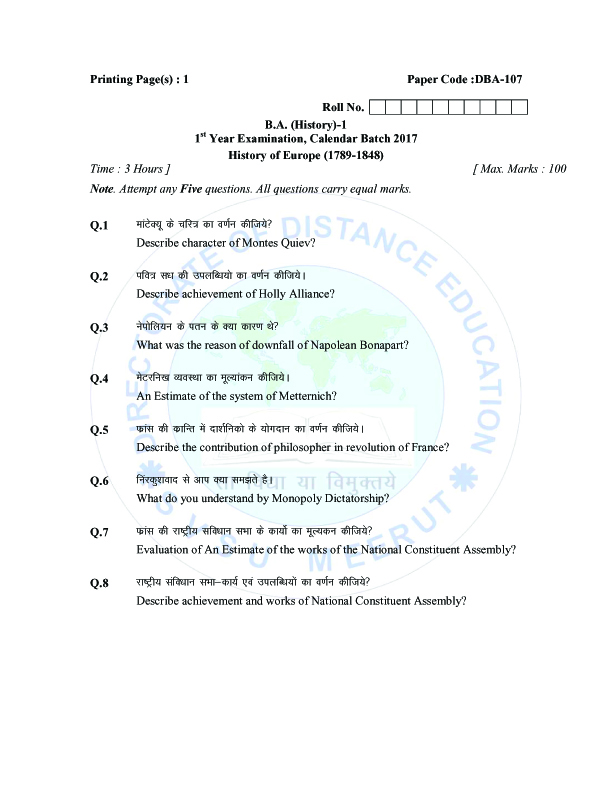 Printing Page(s) : 1 Paper Code :DBA-107
Roll No.
B.A. (History)-1
1st Year Examination, Calendar Batch 2017
History of Europe (1789-1848)
Time : 3 Hours ] [ Max. Marks : 100
Note. Attempt any Five questions. All questions carry equal marks.
Q.1 मांटेक्यू के चरित्र का वर्णन कीजिये?
Describe character of Montes Quiev?
Q.2 पवित्र सध की उपलब्धियो का वर्णन कीजिये।
Describe achievement of Holly Alliance?
Q.3 नेपोलियन के पतन के क्या कारण थे?
What was the reason of downfall of Napolean Bonapart?
Q.4 मेटरनिख व्यवस्था का मूल्यांकन कीजिये।
An Estimate of the system of Metternich?
Q.5 फ्रांस की क्रान्ति में दार्शनिको के योगदान का वर्णन कीजिये।
Describe the contribution of philosopher in revolution of France?
Q.6 निंरकुशवाद से आप क्या समझते है।
What do you understand by Monopoly Dictatorship?
Q.7 फ्रांस की राष्ट्रीय सविधान सभा के कार्यो का मूल्यकन कीजिये?
Evaluation of An Estimate of the works of the National Constituent Assembly?
Q.8 राष्ट्रीय संविधान सभा–कार्य एवं उपलब्धियों का वर्णन कीजिये?
Describe achievement and works of National Constituent Assembly?
DIRECTORATE OF DISTANCE EDUCATION
सा विद्या या विमुक्तये
SVSU MEERUT